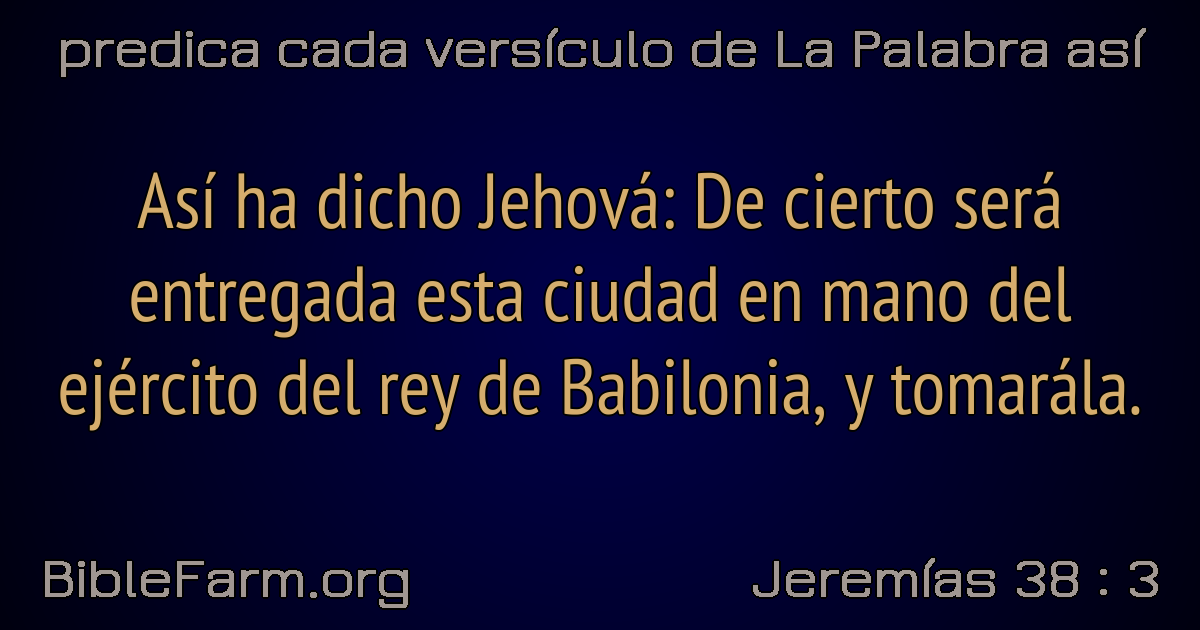 predica cada versículo de La Palabra así
Así ha dicho Jehová: De cierto será
entregada esta ciudad en mano del
ejército del rey de Babilonia, y tomarála.
BibleFarm.org
Jeremías 38 : 3